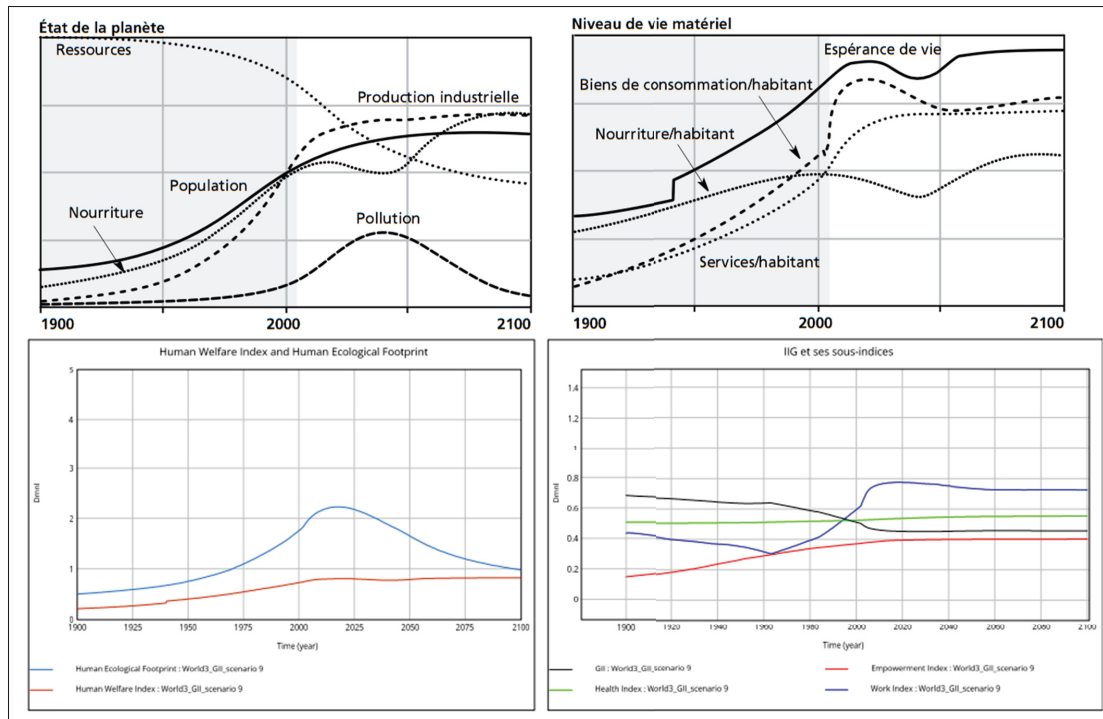 État de la planète
Ressources
Production industrielle
Population
Nourriture
Pollution
1900
2000
2100
Niveau de vie matériel
Espérance de vie
Biens de consommation/habitant
Nourriture/habitant
Services/habitant
1900
2000
2100
Human Welfare Index and Human Ecological Footprint
5
4
3
2
1
0
Dmnl
1900 1925 1950 1975 2000 2025 2050 2075 2100
Time (year)
Human Ecological Footprint : World3_GII_scenario 9
Human Welfare Index : World3_GII_scenario 9
IIG et ses sous-indices
1,4
1.2
1
0.8
0.6
0.4
0.2
0
Dmnl
1900 1920 1940 1960 1980 2000 2020 2040 2060 2080 2100
Time (year)
GII : World3_GII_scenario 9
Empowerment Index : World3_GII_scenario 9
Health Index : World3_GII_scenario 9
Work Index : World3_GII_scenario 9